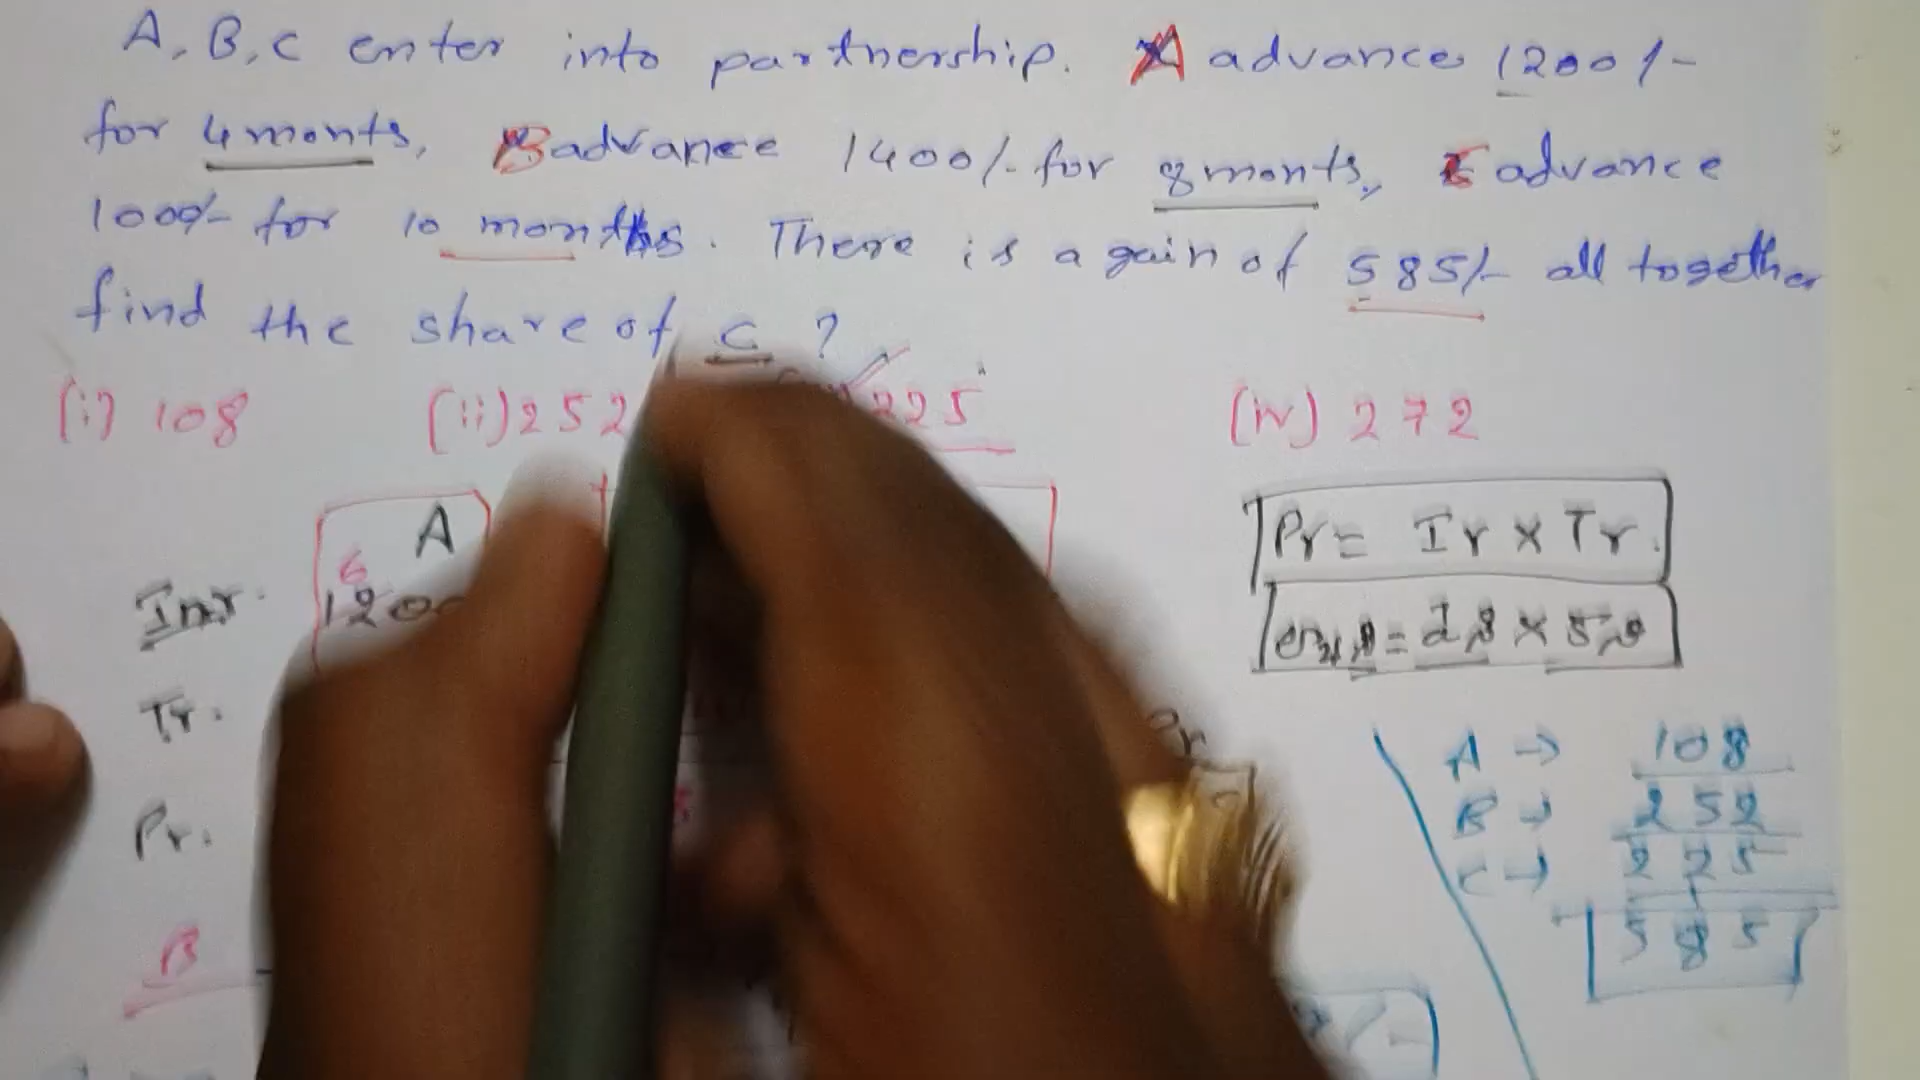 A, B, C enter into partnership. A advance 1200/-
for 4 monts, B advance 1400/- for 8 monts, C advance
1000/- for 10 months. There is a gain of 585/- all together
find the share of C ?
(i) 108 (ii) 252 225 (iv) 272
A
6
1200
Inr.
Tr.
Pr.
B
Pr = Ir × Tr.
Pr
A → 108
B → 252
C → 225
585